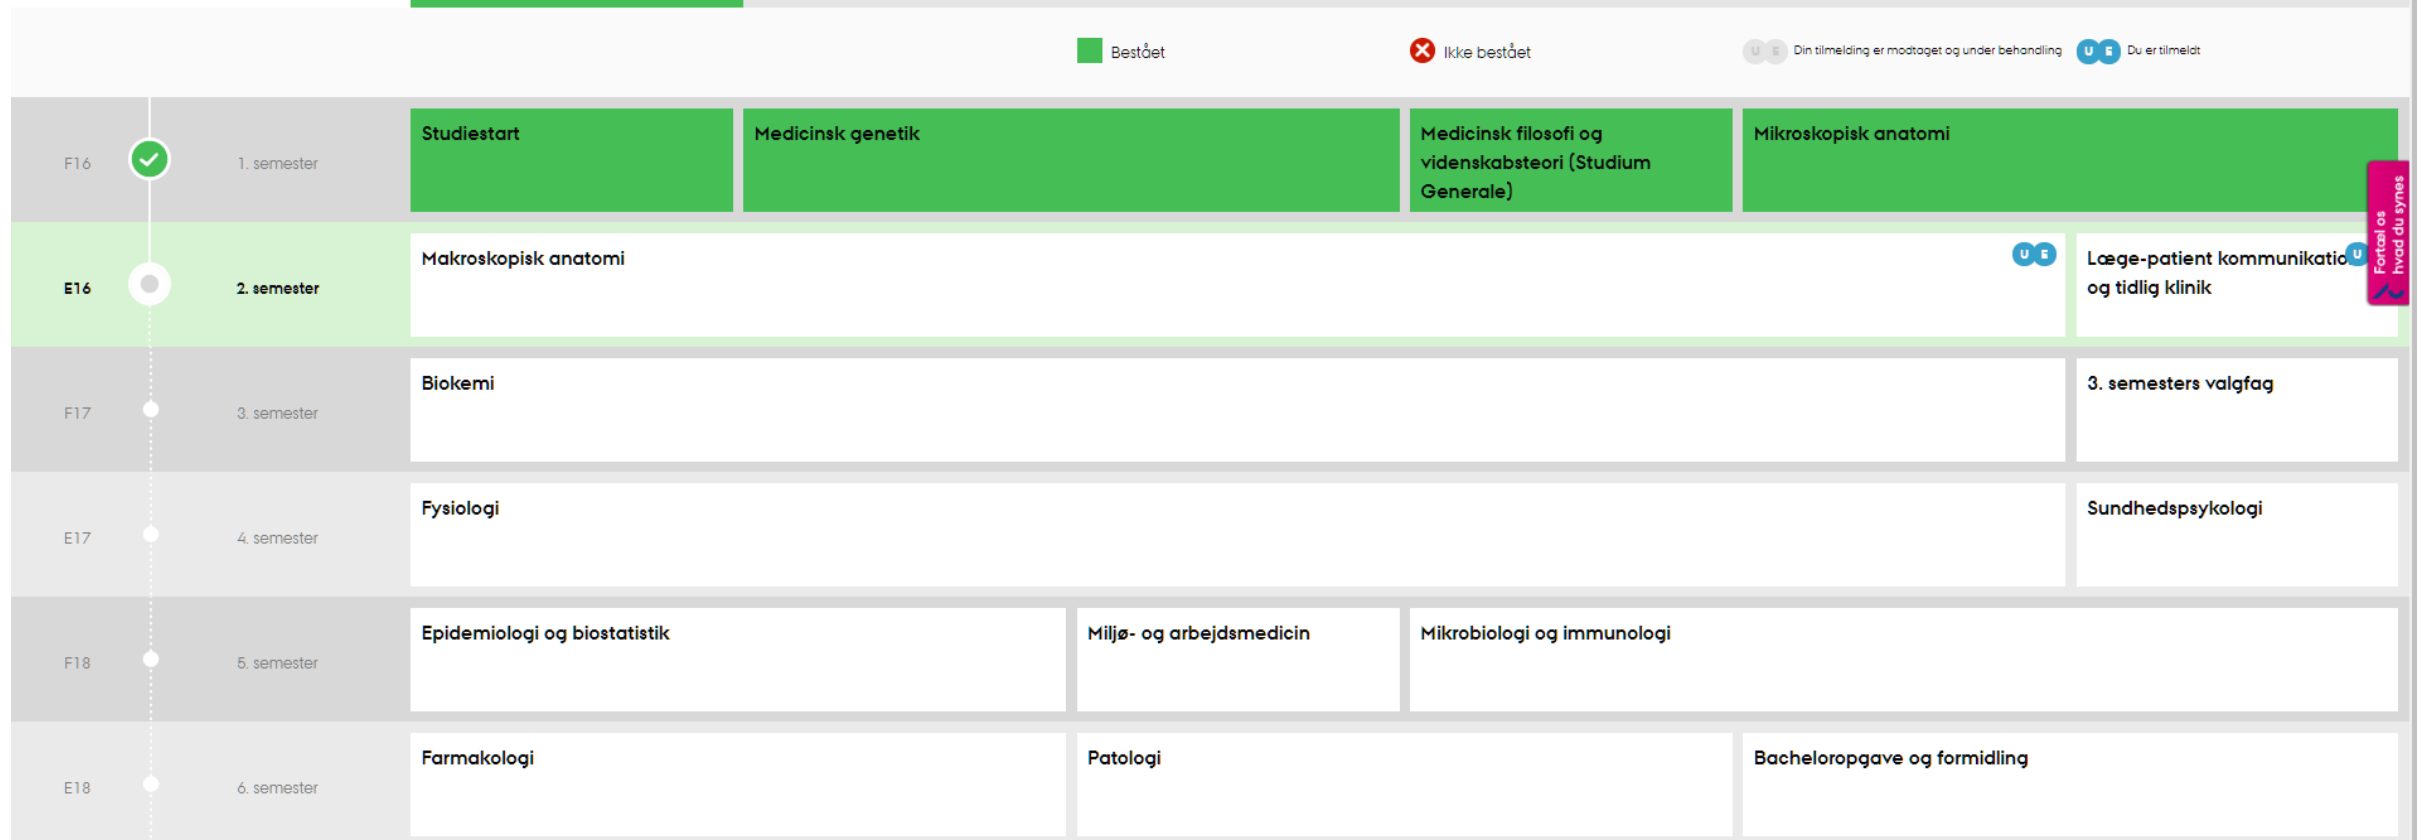 Bestået
Ikke bestået
U E Din tilmelding er modtaget og under behandling
U E Du er tilmeldt
F16
1. semester
Studiestart
Medicinsk genetik
Medicinsk filosofi og
videnskabsteori (Studium
Generale)
Mikroskopisk anatomi
Fortæl os
hvad du synes
E16
2. semester
Makroskopisk anatomi
U E
Læge-patient
og tidlig klinik
U
F17
3. semester
Biokemi
3. semesters valgfag
E17
4. semester
Fysiologi
Sundhedspsykologi
F18
5. semester
Epidemiologi og biostatistik
Miljø- og arbejdsmedicin
Mikrobiologi og immunologi
E18
6. semester
Farmakologi
Patologi
Bacheloropgave og formidling